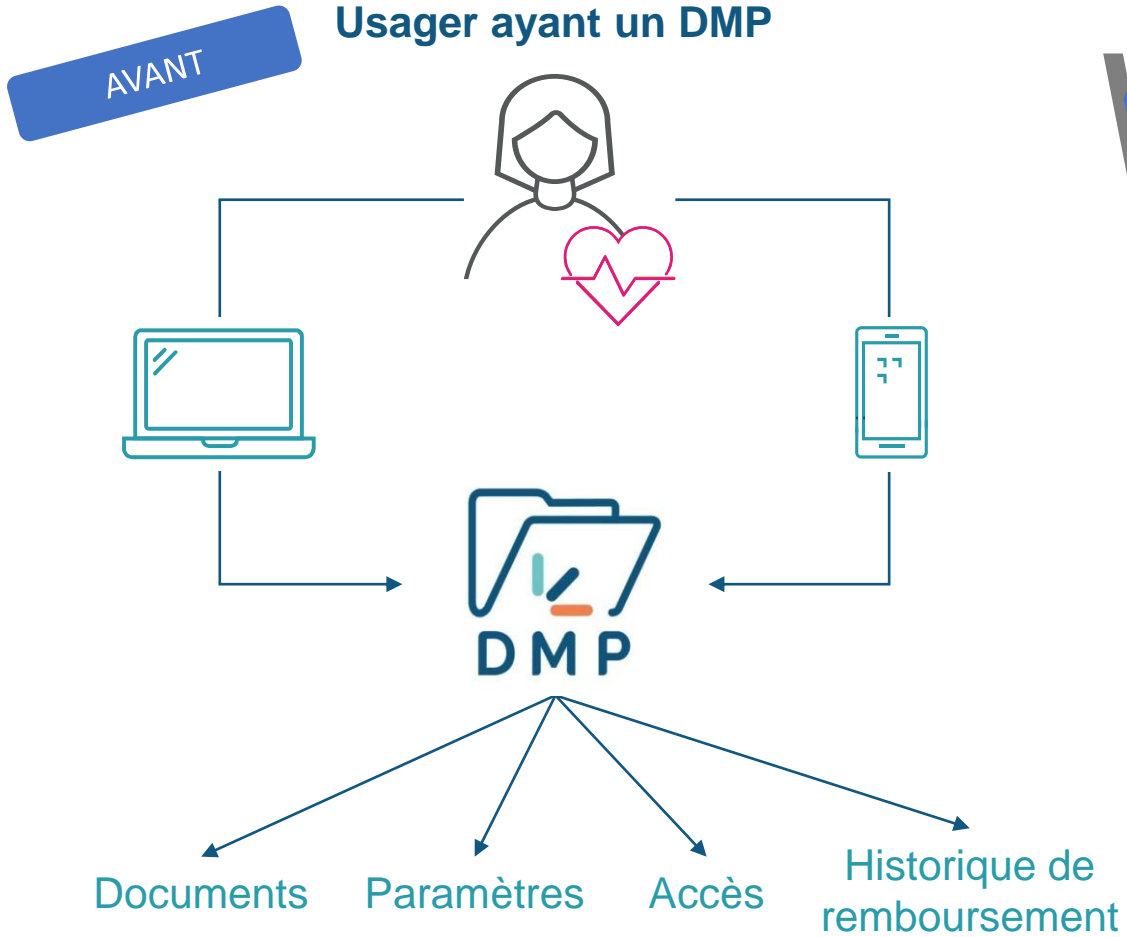 Usager ayant un DMP
AVANT
DMP
Documents
Paramètres
Accès
Historique de
remboursement